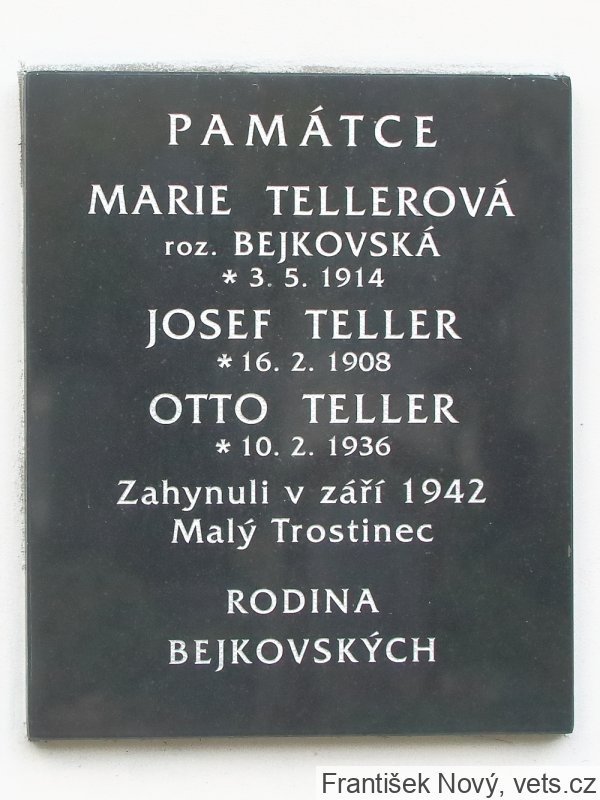 PAMÁTCE
MARIE TELLEROVÁ
roz. BEJKOVSKÁ
* 3. 5. 1914
JOSEF TELLER
* 16. 2. 1908
OTTO TELLER
* 10. 2. 1936
Zahynuli v září 1942
Malý Trostinec
RODINA
BEJKOVSKÝCH
František Nový, vets.cz